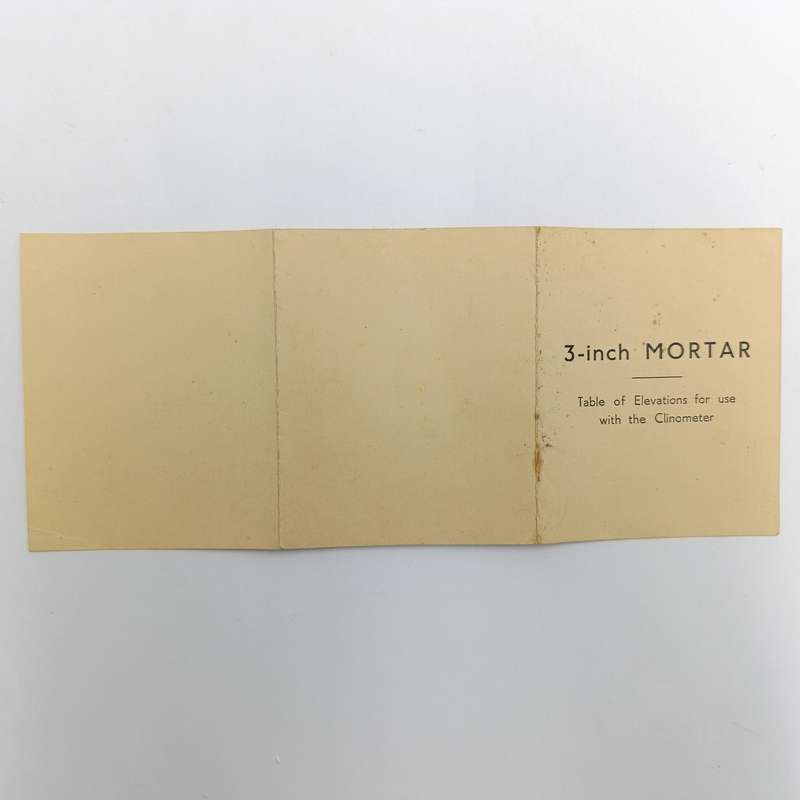 3-inch MORTAR
Table of Elevations for use
with the Clinometer